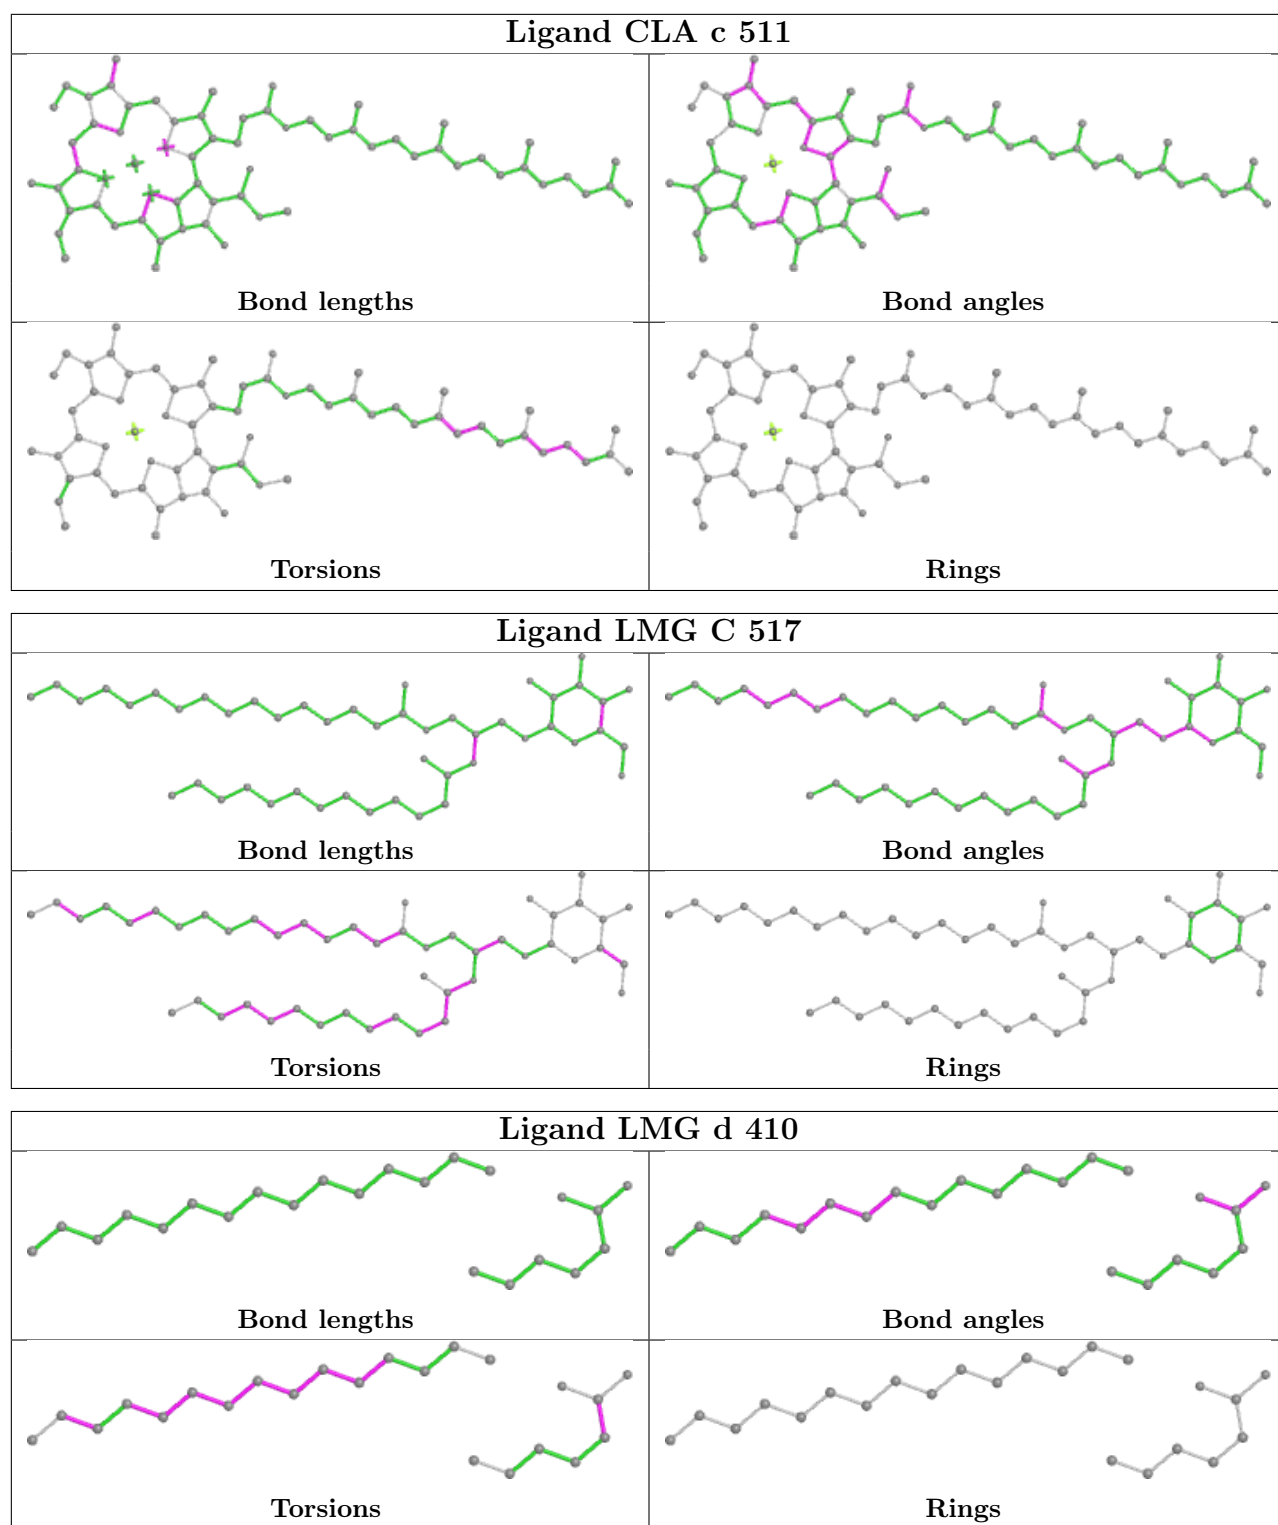 Ligand CLA c 511
Bond lengths
Bond angles
Torsions
Rings
Ligand LMG C 517
Bond lengths
Bond angles
Torsions
Rings
Ligand LMG d 410
Bond lengths
Bond angles
Torsions
Rings